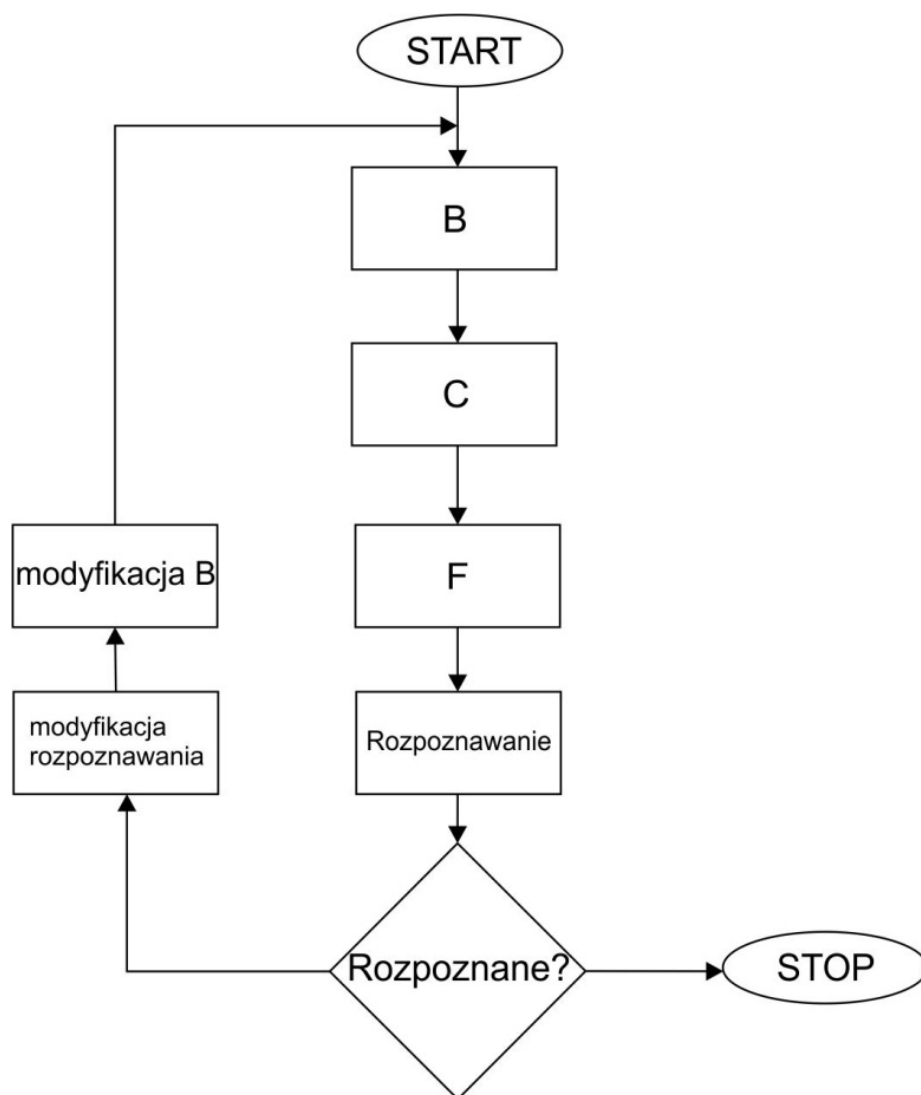 START
B
C
F
modyfikacja B
modyfikacja
rozpoznawania
Rozpoznawanie
Rozpoznane?
STOP